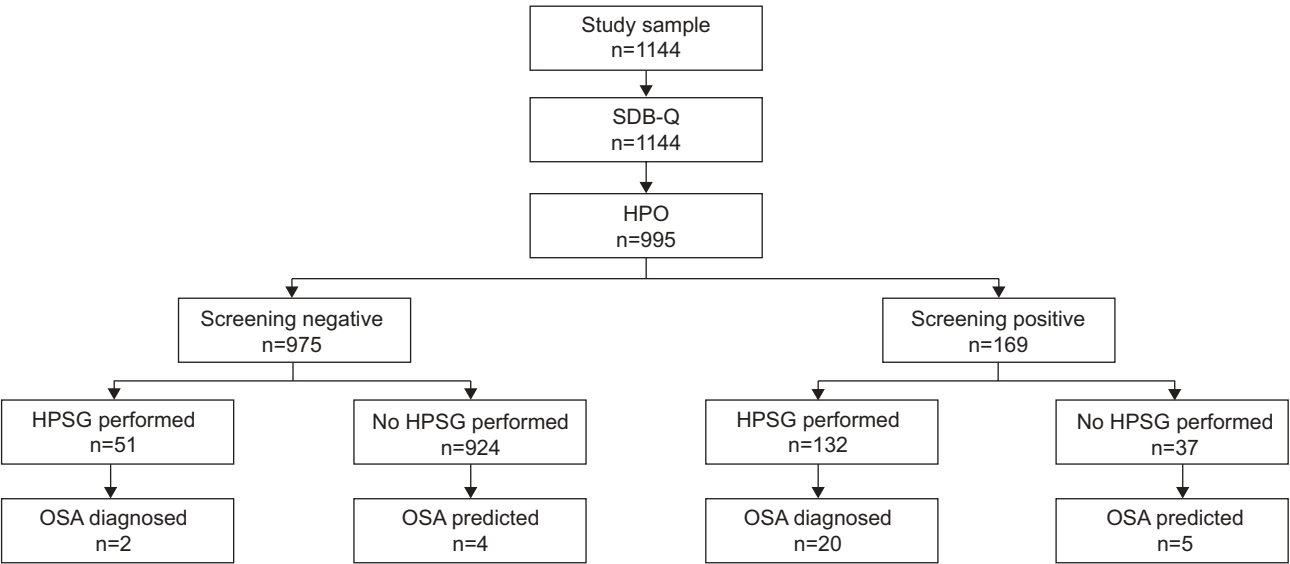 Study sample
n=1144
SDB-Q
n=1144
HPO
n=995
Screening negative
n=975
Screening positive
n=169
HPSG performed
n=51
No HPSG performed
n=924
HPSG performed
n=132
No HPSG performed
n=37
OSA diagnosed
n=2
OSA predicted
n=4
OSA diagnosed
n=20
OSA predicted
n=5